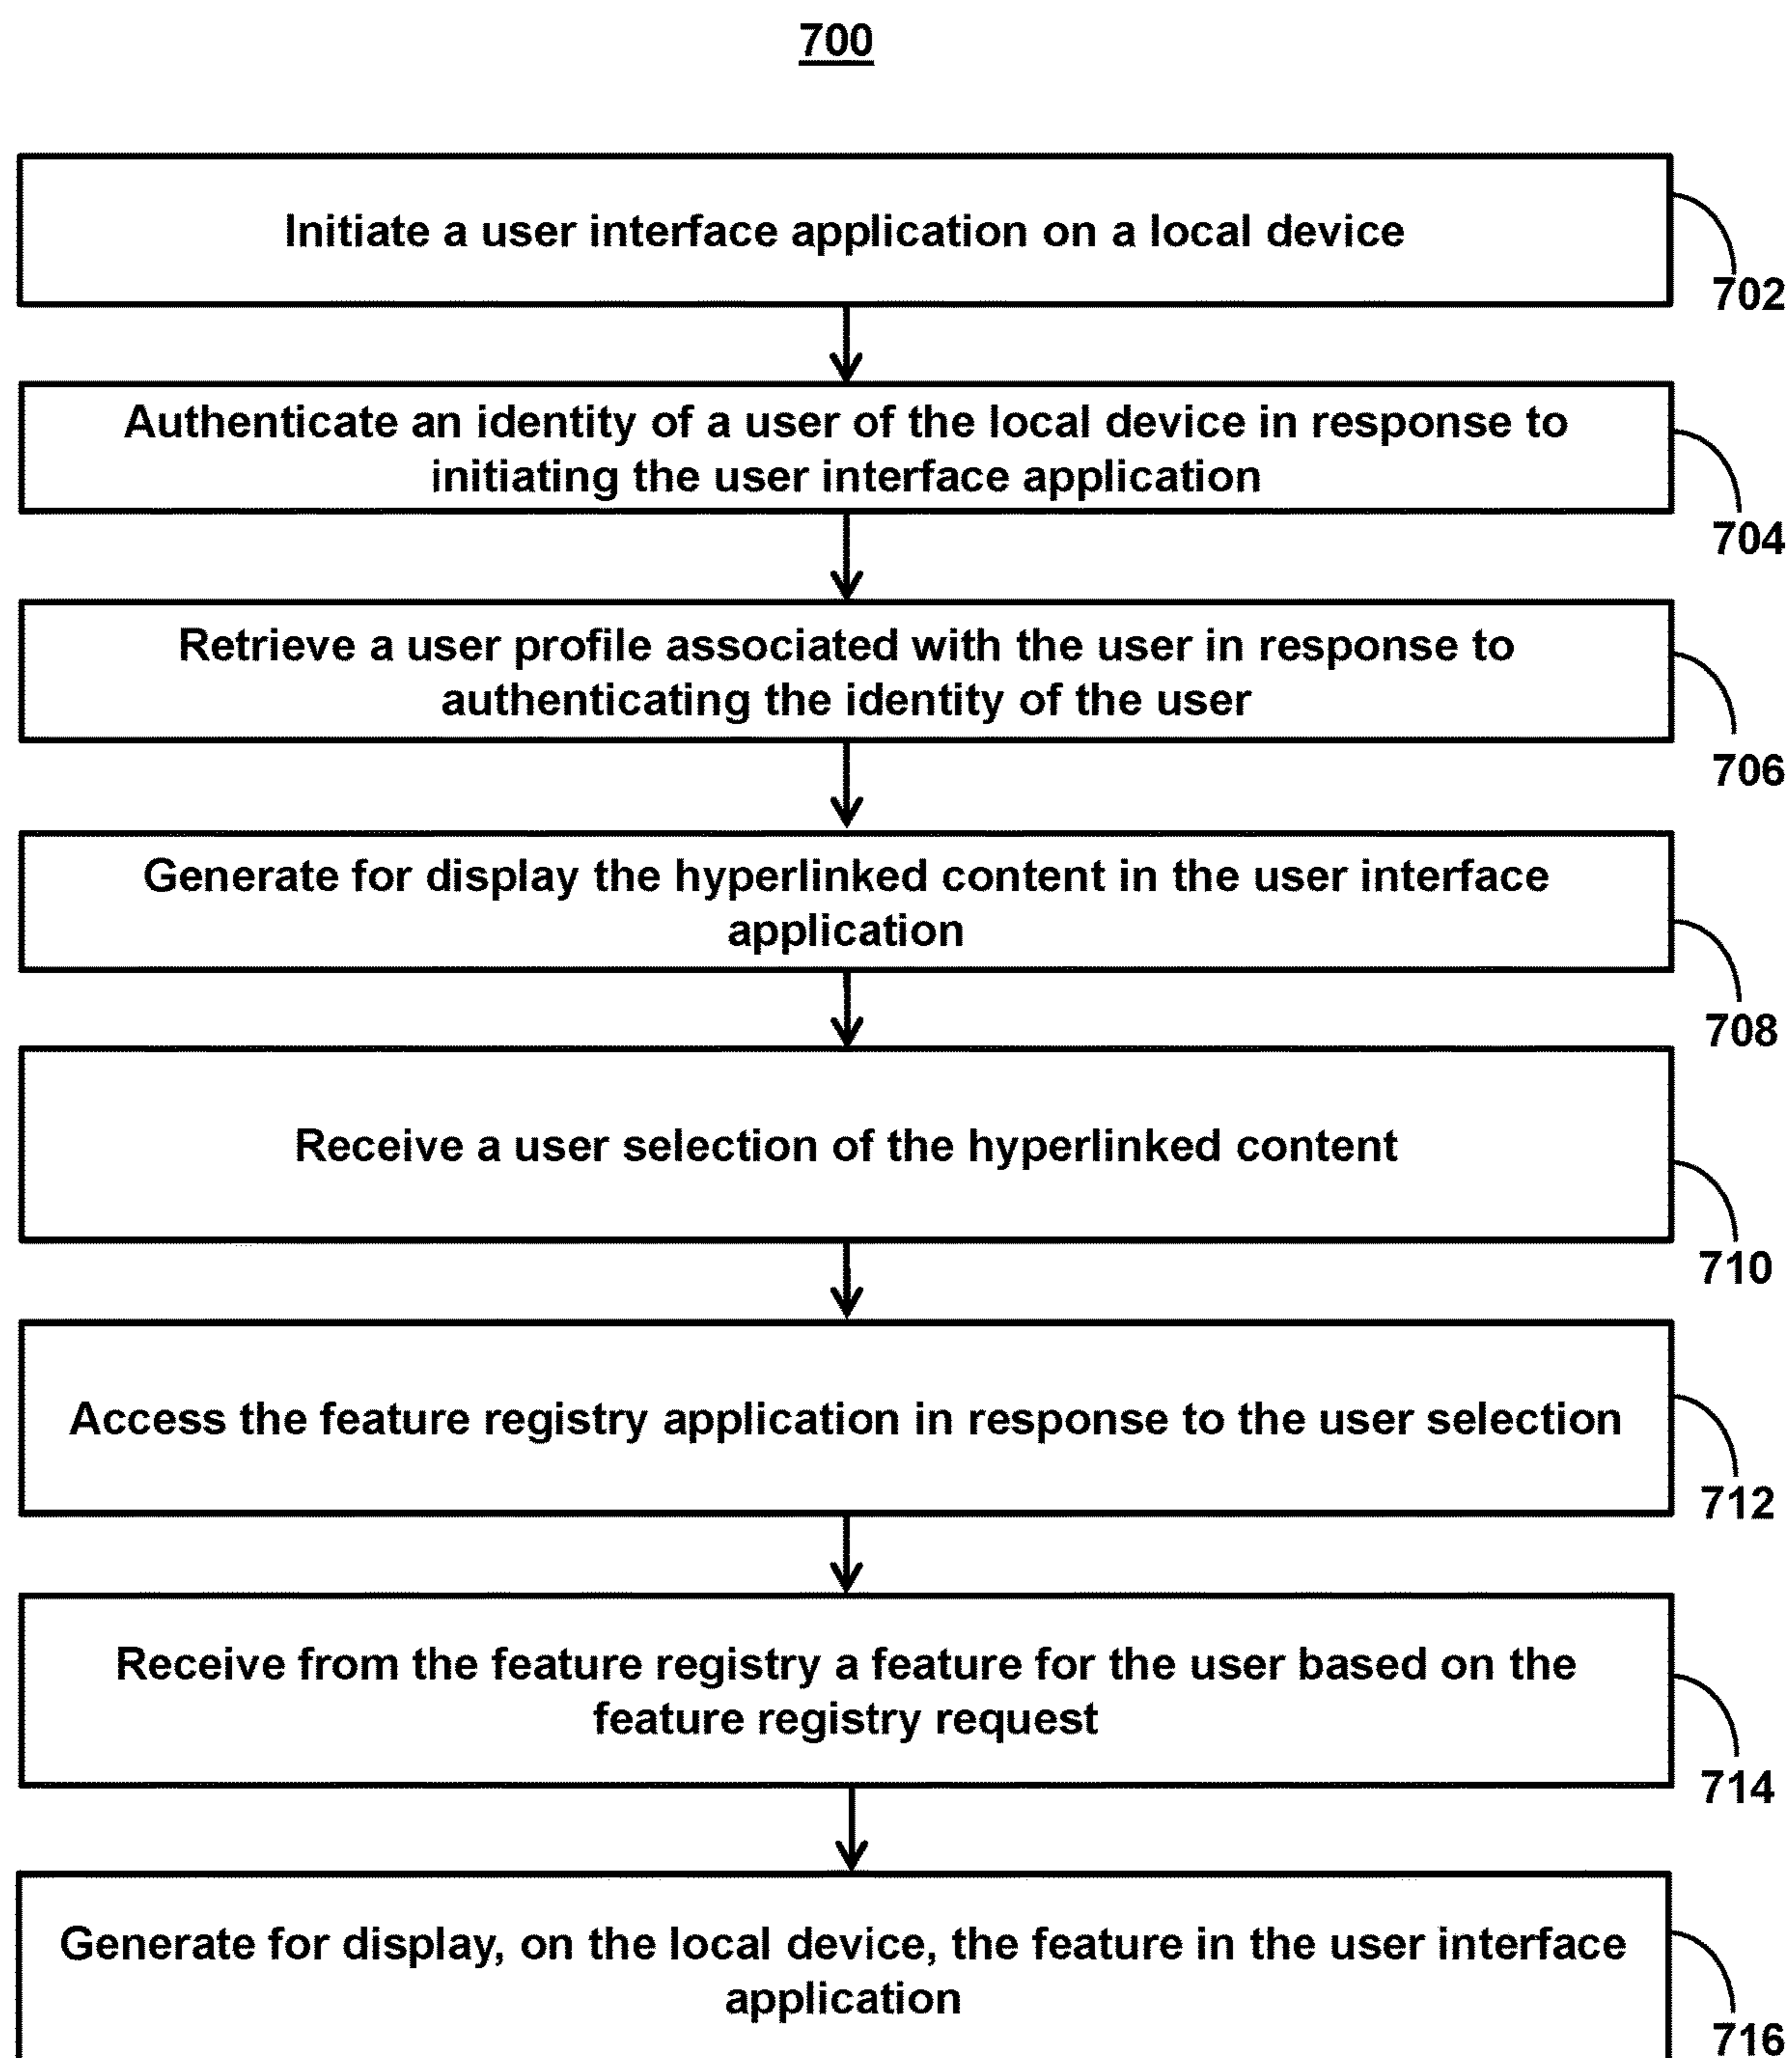 700
Initiate a user interface application on a local device
702
Authenticate an identity of a user of the local device in response to
initiating the user interface application
704
Retrieve a user profile associated with the user in response to
authenticating the identity of the user
706
Generate for display the hyperlinked content in the user interface
application
708
Receive a user selection of the hyperlinked content
710
Access the feature registry application in response to the user selection
712
Receive from the feature registry a feature for the user based on the
feature registry request
714
Generate for display, on the local device, the feature in the user interface
application
716